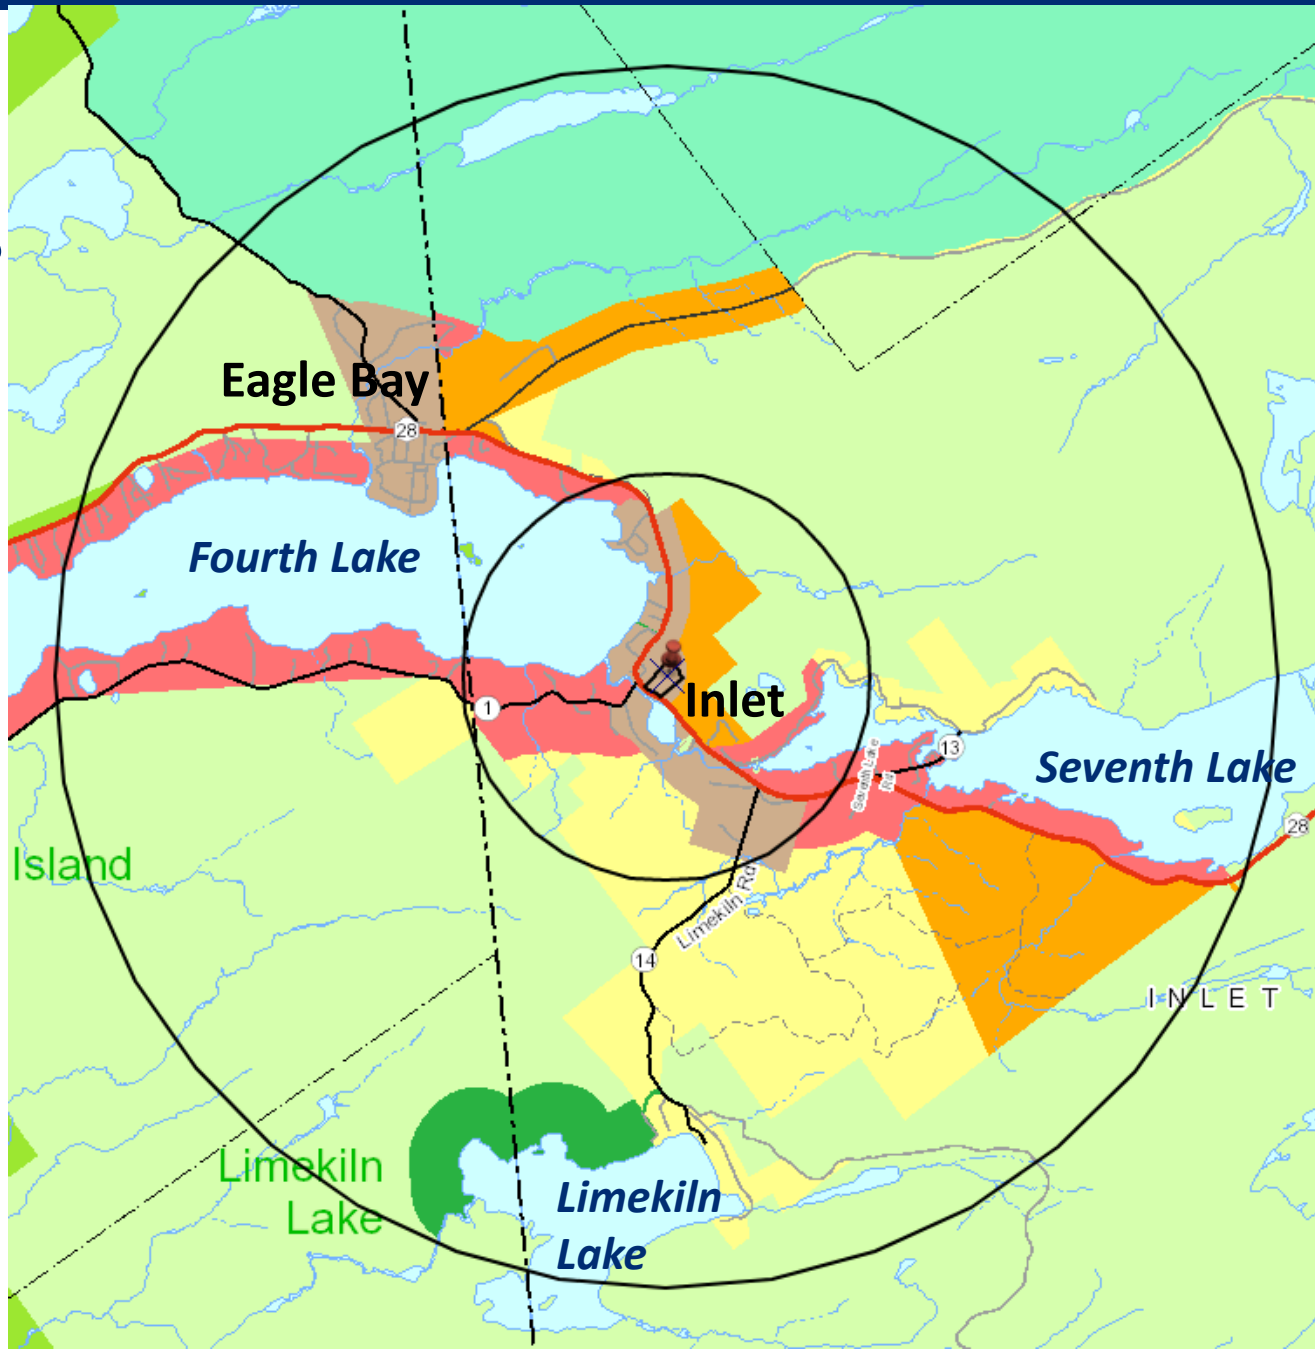 Eagle Bay
28
Fourth Lake
Inlet
1
13
Seventh Lake
Seventh Lake
Rd
28
Island
Limekiln Rd
14
INLET
Limekiln
Lake
Limekiln
Lake